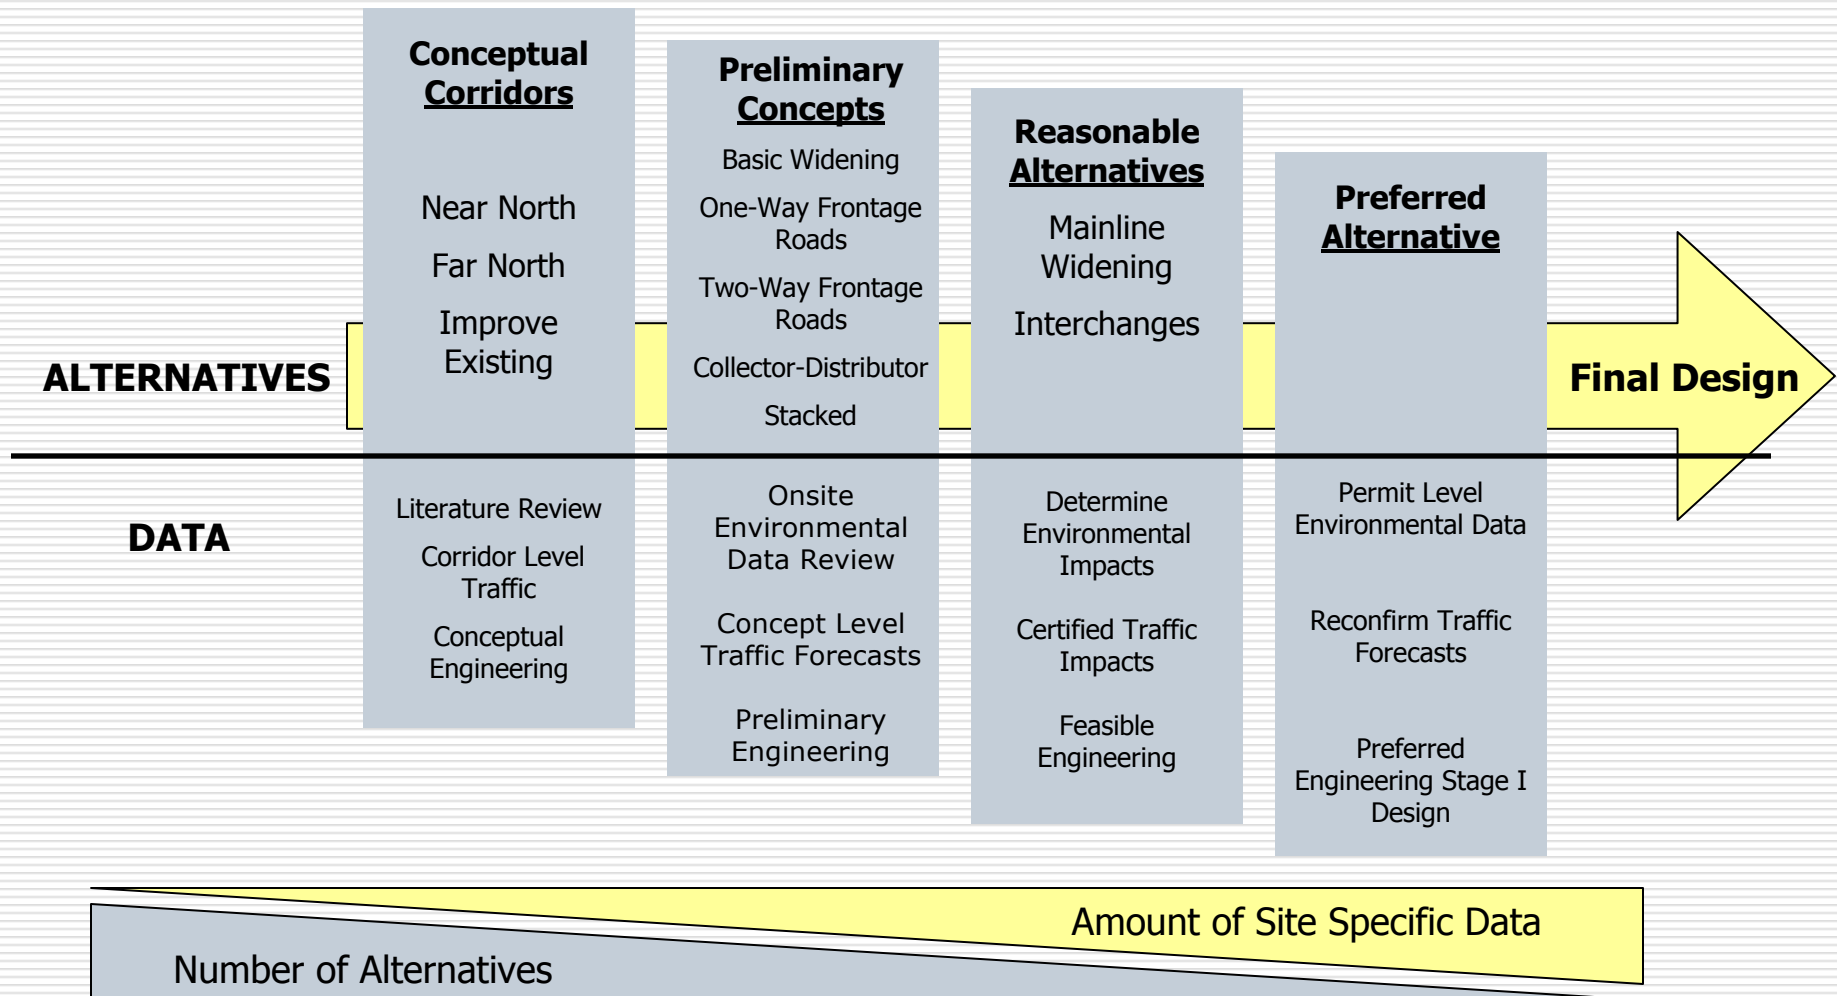 Conceptual
Corridors
Near North
Far North
Improve
Existing
Preliminary
Concepts
Basic Widening
One-Way Frontage
Roads
Two-Way Frontage
Roads
Collector-Distributor
Stacked
Reasonable
Alternatives
Mainline
Widening
Interchanges
Preferred
Alternative
ALTERNATIVES
Final Design
DATA
Literature Review
Corridor Level
Traffic
Conceptual
Engineering
Onsite
Environmental
Data Review
Concept Level
Traffic Forecasts
Preliminary
Engineering
Determine
Environmental
Impacts
Certified Traffic
Impacts
Feasible
Engineering
Permit Level
Environmental Data
Reconfirm Traffic
Forecasts
Preferred
Engineering Stage I
Design
Amount of Site Specific Data
Number of Alternatives